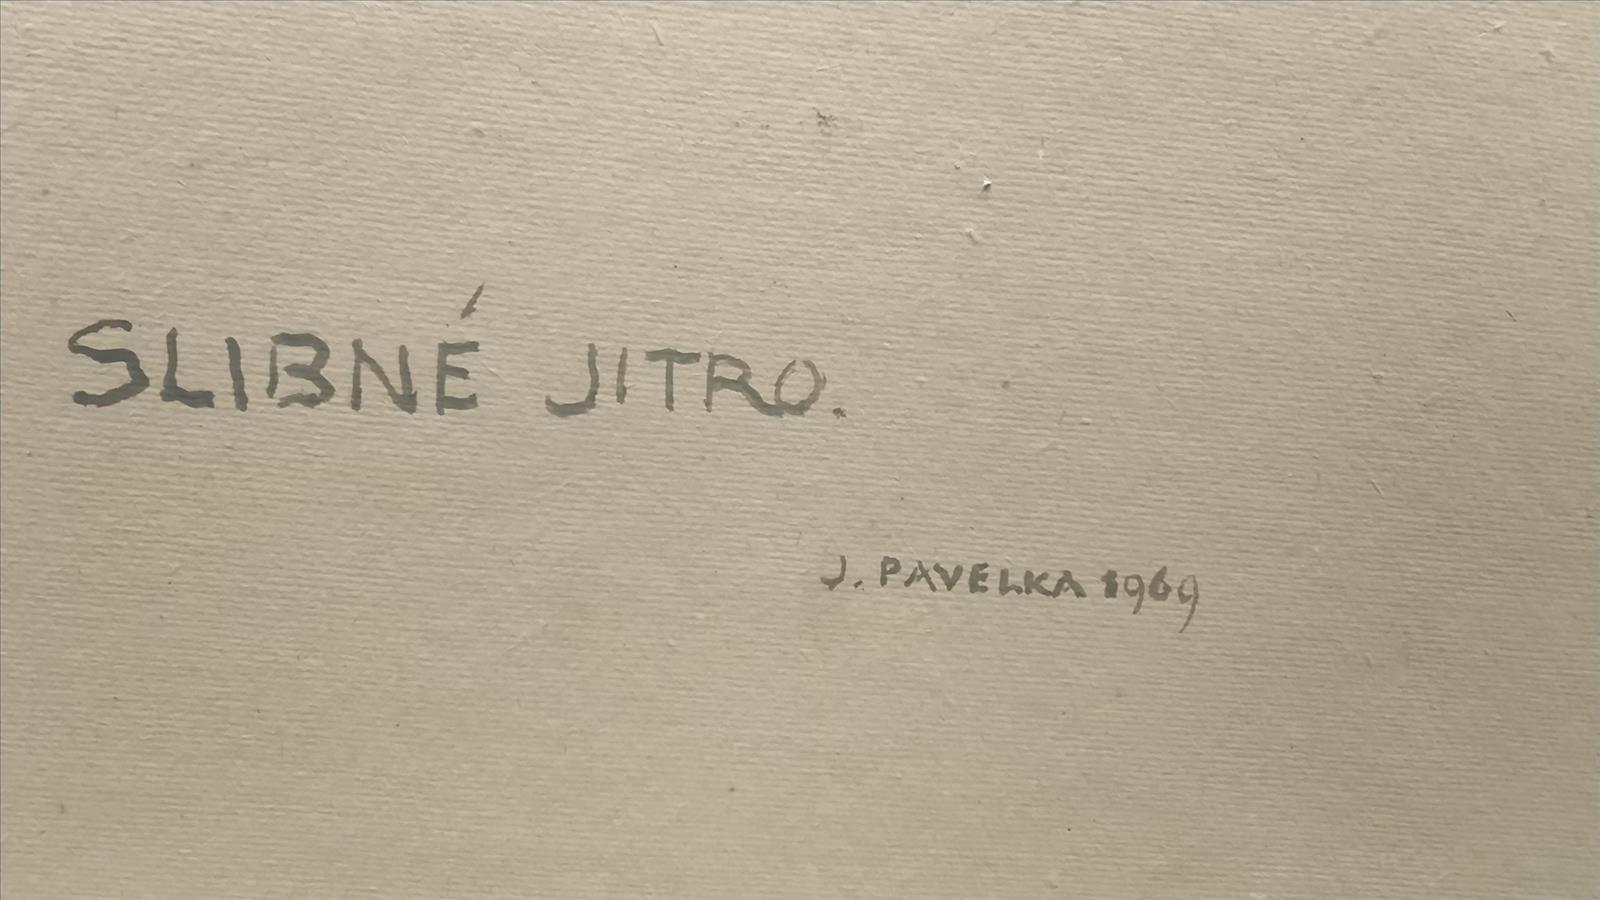 SLIBNÉ JITRO.
J. PAVELKA 1969